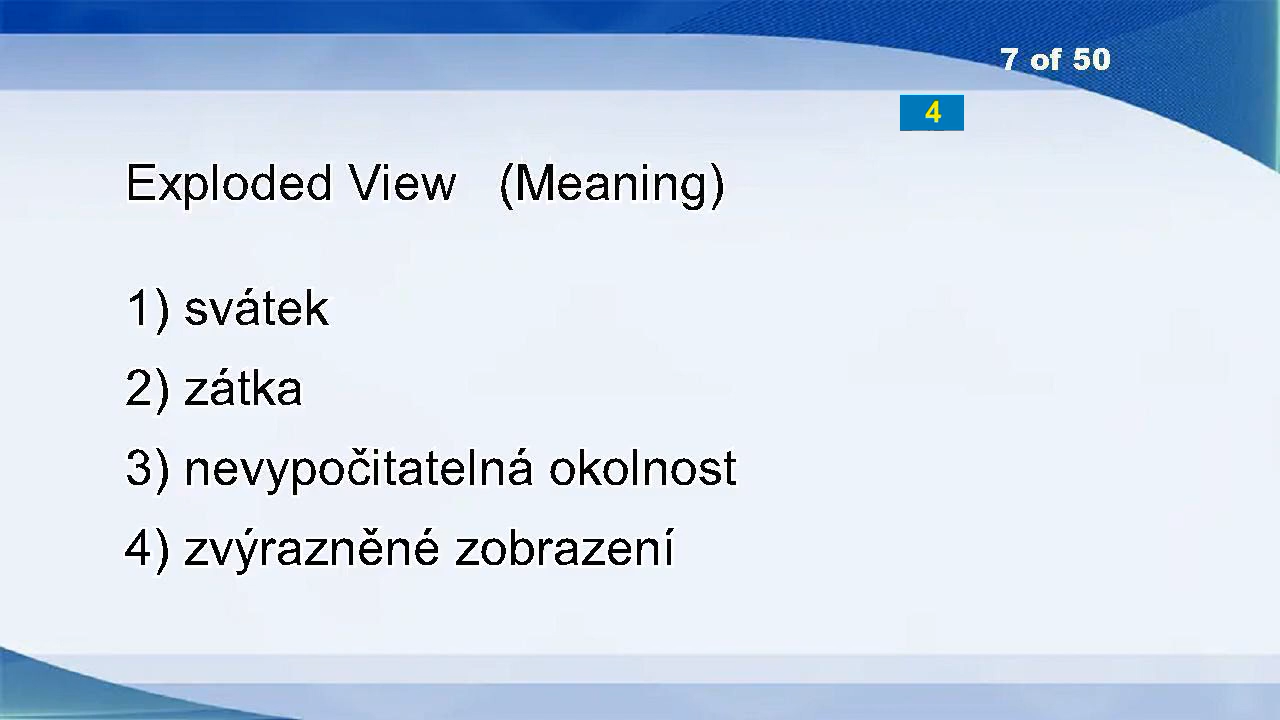 7 of 50
4
Exploded View (Meaning)
1) svátek
2) zátka
3) nevypočitatelná okolnost
4) zvýrazněné zobrazení